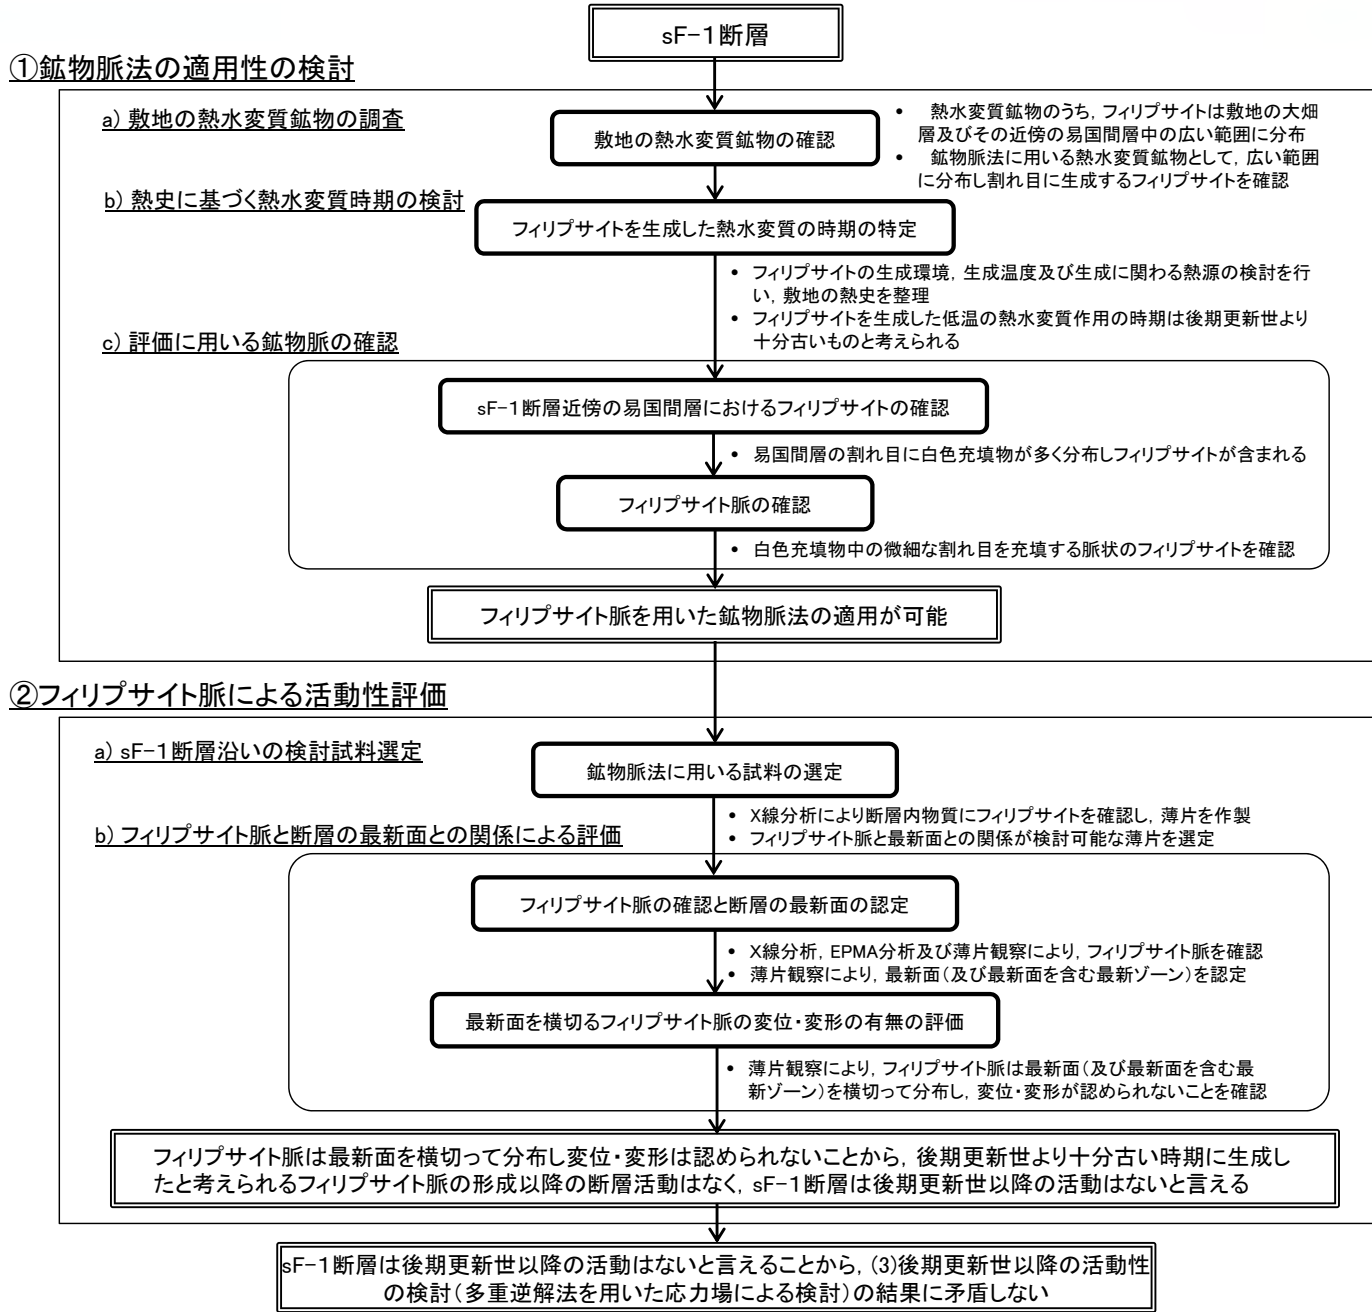 sF-1断層
①鉱物脈法の適用性の検討
a) 敷地の熱水変質鉱物の調査
敷地の熱水変質鉱物の確認
• 熱水変質鉱物のうち，フィリプサイトは敷地の大畑
層及びその近傍の易国間層中の広い範囲に分布
• 鉱物脈法に用いる熱水変質鉱物として，広い範囲
に分布し割れ目に生成するフィリプサイトを確認
b) 熱史に基づく熱水変質時期の検討
フィリプサイトを生成した熱水変質の時期の特定
• フィリプサイトの生成環境，生成温度及び生成に関わる熱源の検討を行
い，敷地の熱史を整理
• フィリプサイトを生成した低温の熱水変質作用の時期は後期更新世より
十分古いものと考えられる
c) 評価に用いる鉱物脈の確認
sF-1断層近傍の易国間層におけるフィリプサイトの確認
• 易国間層の割れ目に白色充填物が多く分布しフィリプサイトが含まれる
フィリプサイト脈の確認
• 白色充填物中の微細な割れ目を充填する脈状のフィリプサイトを確認
フィリプサイト脈を用いた鉱物脈法の適用が可能
②フィリプサイト脈による活動性評価
a) sF-1断層沿いの検討試料選定
鉱物脈法に用いる試料の選定
• X線分析により断層内物質にフィリプサイトを確認し，薄片を作製
• フィリプサイト脈と最新面との関係が検討可能な薄片を選定
b) フィリプサイト脈と断層の最新面との関係による評価
フィリプサイト脈の確認と断層の最新面の認定
• X線分析，EPMA分析及び薄片観察により，フィリプサイト脈を確認
• 薄片観察により，最新面（及び最新面を含む最新ゾーン）を認定
最新面を横切るフィリプサイト脈の変位・変形の有無の評価
• 薄片観察により，フィリプサイト脈は最新面（及び最新面を含む最
新ゾーン）を横切って分布し，変位・変形が認められないことを確認
フィリプサイト脈は最新面を横切って分布し変位・変形は認められないことから，後期更新世より十分古い時期に生成し
たと考えられるフィリプサイト脈の形成以降の断層活動はなく，sF-1断層は後期更新世以降の活動はないと言える
sF-1断層は後期更新世以降の活動はないと言えることから，(3)後期更新世以降の活動性
の検討（多重逆解法を用いた応力場による検討）の結果に矛盾しない